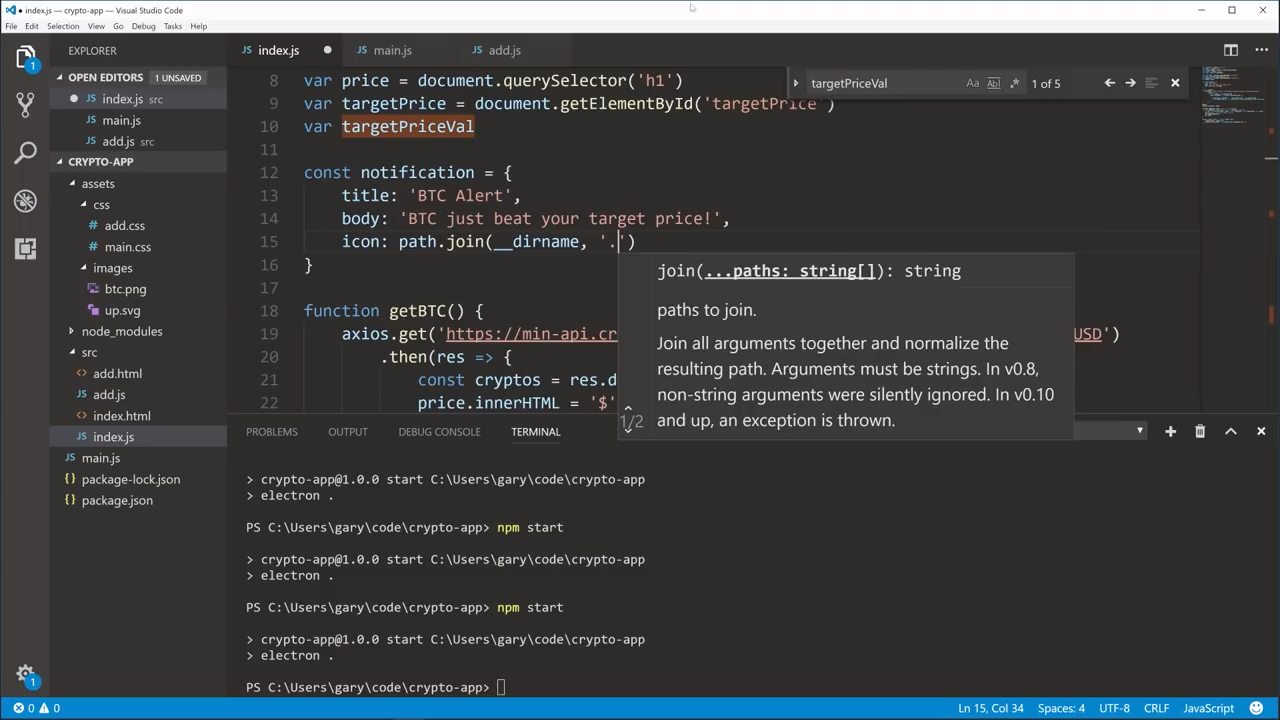 index.js — crypto-app — Visual Studio Code
File Edit Selection View Go Debug Tasks Help
EXPLORER
OPEN EDITORS 1 UNSAVED
index.js src
main.js
add.js src
CRYPTO-APP
assets
css
add.css
main.css
images
btc.png
up.svg
node_modules
src
add.html
add.js
index.html
index.js
main.js
package-lock.json
package.json
1
1
index.js main.js add.js
targetPriceVal Aa Abl .* 1 of 5
8 var price = document.querySelector('h1')
9 var targetPrice = document.getElementById('targetPrice')
10 var targetPriceVal
11
12 const notification = {
13 title: 'BTC Alert',
14 body: 'BTC just beat your target price!',
15 icon: path.join(__dirname, '.')
16 }
17
18 function getBTC() {
19 axios.get('https://min-api.cr USD')
20 .then(res => {
21 const cryptos = res.d
22 price.innerHTML = '$'
join(...paths: string[]): string
paths to join.
Join all arguments together and normalize the
resulting path. Arguments must be strings. In v0.8,
non-string arguments were silently ignored. In v0.10
and up, an exception is thrown.
1/2
PROBLEMS OUTPUT DEBUG CONSOLE TERMINAL
> crypto-app@1.0.0 start C:\Users\gary\code\crypto-app
> electron .
PS C:\Users\gary\code\crypto-app> npm start
> crypto-app@1.0.0 start C:\Users\gary\code\crypto-app
> electron .
PS C:\Users\gary\code\crypto-app> npm start
> crypto-app@1.0.0 start C:\Users\gary\code\crypto-app
> electron .
PS C:\Users\gary\code\crypto-app>
0 0 Ln 15, Col 34 Spaces: 4 UTF-8 CRLF JavaScript